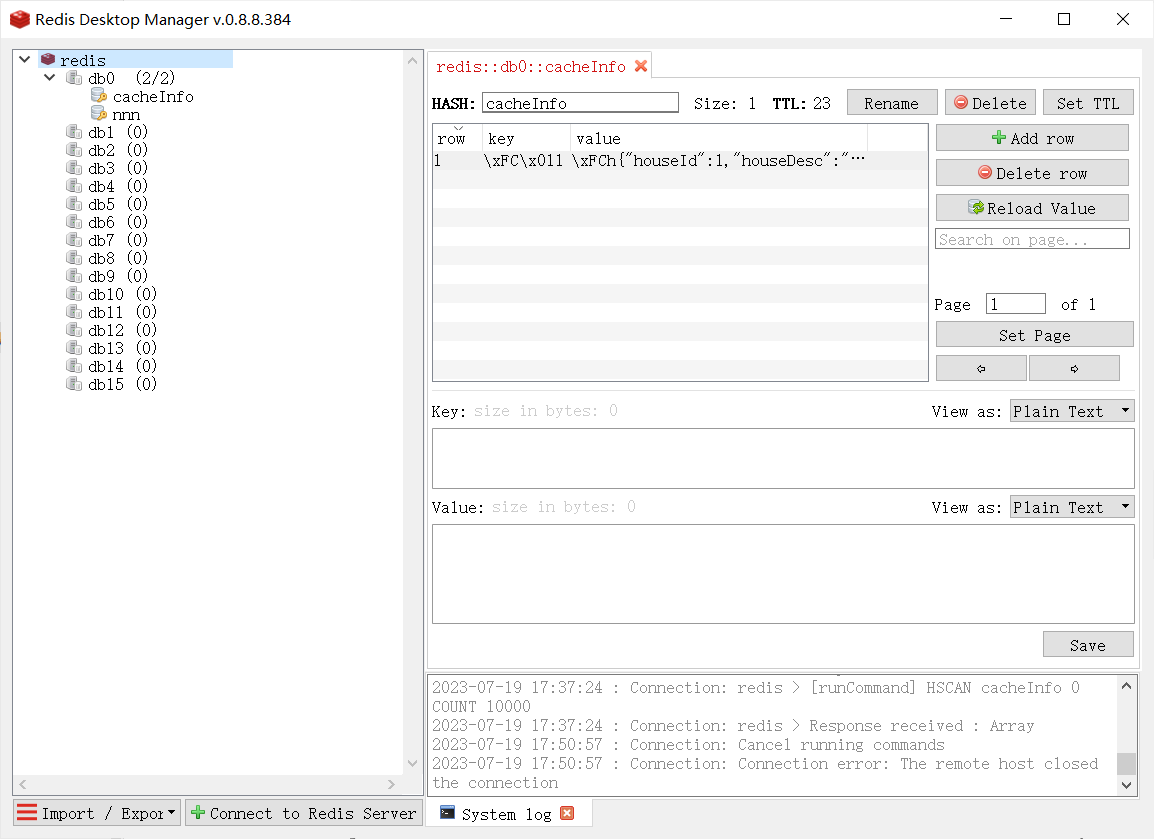 Redis Desktop Manager v.0.8.8.384
redis
db0 (2/2)
cacheInfo
nnn
db1 (0)
db2 (0)
db3 (0)
db4 (0)
db5 (0)
db6 (0)
db7 (0)
db8 (0)
db9 (0)
db10 (0)
db11 (0)
db12 (0)
db13 (0)
db14 (0)
db15 (0)
Import / Expor
Connect to Redis Server
redis::db0::cacheInfo
HASH: cacheInfo Size: 1 TTL: 23 Rename Delete Set TTL
row key value
1 \xFC\x011 \xFCh{"houseId":1,"houseDesc":"···
Add row
Delete row
Reload Value
Search on page...
Page 1 of 1
Set Page
Key: size in bytes: 0 View as: Plain Text
Value: size in bytes: 0 View as: Plain Text
Save
2023-07-19 17:37:24 : Connection: redis > [runCommand] HSCAN cacheInfo 0
COUNT 10000
2023-07-19 17:37:24 : Connection: redis > Response received : Array
2023-07-19 17:50:57 : Connection: Cancel running commands
2023-07-19 17:50:57 : Connection: Connection error: The remote host closed
the connection
System log